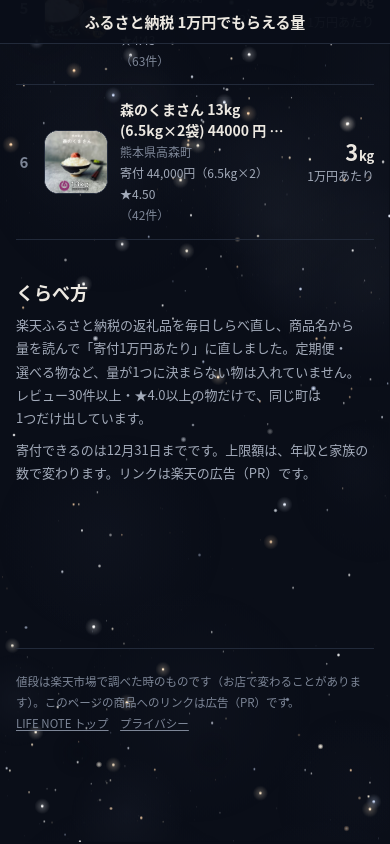 ふるさと納税 1万円でもらえる量
（63件）
6
森のくまさん 13kg
(6.5kg×2袋) 44000 円 …
熊本県高森町
寄付 44,000円（6.5kg×2）
★4.50
（42件）
3kg
1万円あたり
くらべ方
楽天ふるさと納税の返礼品を毎日しらべ直し、商品名から
量を読んで「寄付1万円あたり」に直しました。定期便・
選べる物など、量が1つに決まらない物は入れていません。
レビュー30件以上・★4.0以上の物だけで、同じ町は
1つだけ出しています。
寄付できるのは12月31日までです。上限額は、年収と家族の
数で変わります。リンクは楽天の広告（PR）です。
値段は楽天市場で調べた時のものです（お店で変わることがありま
す）。このページの商品へのリンクは広告（PR）です。
LIFE NOTE トップ プライバシー